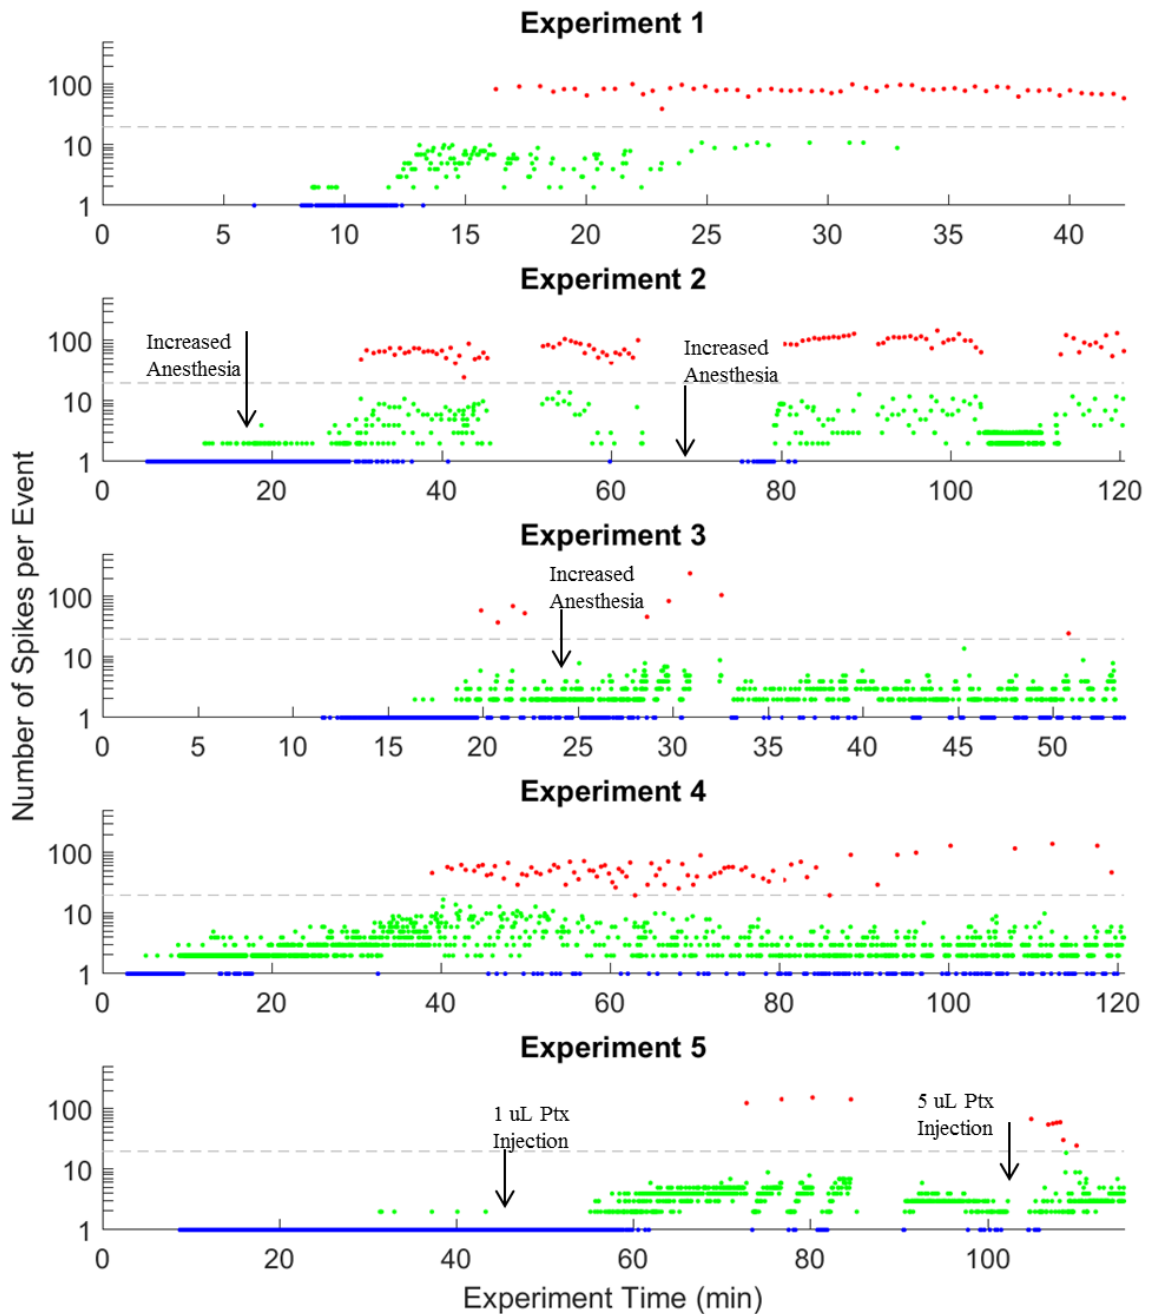 Experiment 1
100
10
1
0 5 10 15 20 25 30 35 40
Experiment 2
Increased
Anesthesia
Increased
Anesthesia
100
10
1
0 20 40 60 80 100 120
Number of Spikes per Event
Experiment 3
Increased
Anesthesia
100
10
1
0 5 10 15 20 25 30 35 40 45 50
Experiment 4
100
10
1
0 20 40 60 80 100 120
Experiment 5
1 uL Ptx
Injection
5 uL Ptx
Injection
100
10
1
0 20 40 60 80 100
Experiment Time (min)